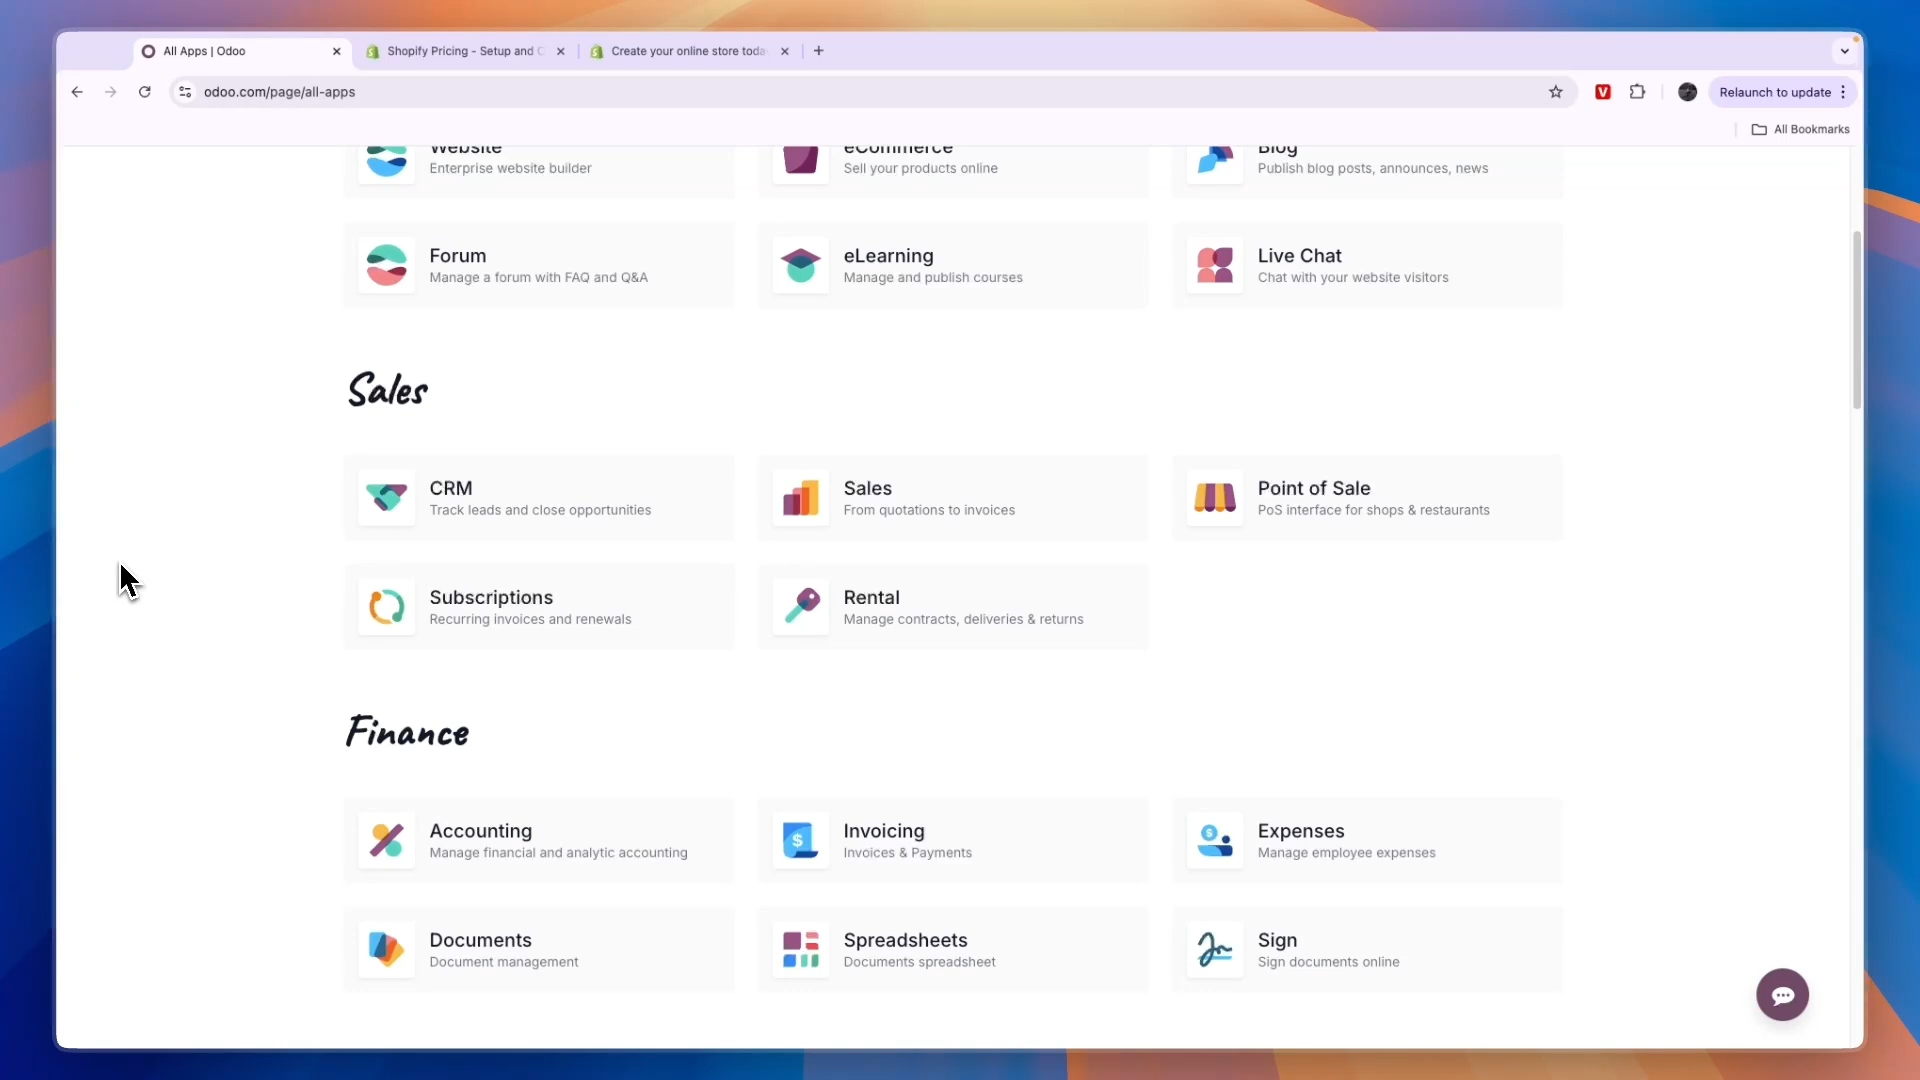 All Apps | Odoo
Shopify Pricing - Setup and
Create your online store toda
odoo.com/page/all-apps
Relaunch to update
All Bookmarks
Website
Enterprise website builder
eCommerce
Sell your products online
Blog
Publish blog posts, announces, news
Forum
Manage a forum with FAQ and Q&A
eLearning
Manage and publish courses
Live Chat
Chat with your website visitors
Sales
CRM
Track leads and close opportunities
Sales
From quotations to invoices
Point of Sale
PoS interface for shops & restaurants
Subscriptions
Recurring invoices and renewals
Rental
Manage contracts, deliveries & returns
Finance
Accounting
Manage financial and analytic accounting
Invoicing
Invoices & Payments
Expenses
Manage employee expenses
Documents
Document management
Spreadsheets
Documents spreadsheet
Sign
Sign documents online